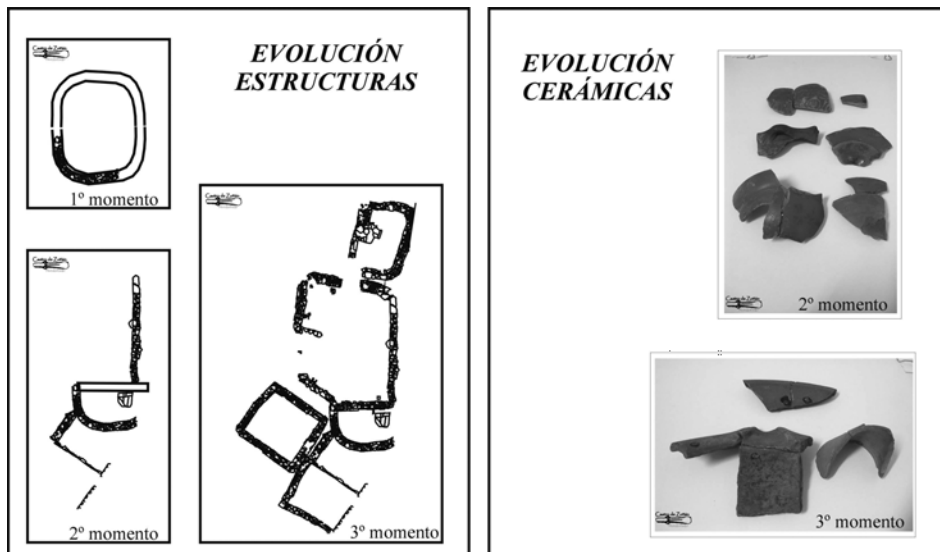 EVOLUCIÓN
ESTRUCTURAS
1º momento
2º momento
3º momento
EVOLUCIÓN
CERÁMICAS
2º momento
3º momento